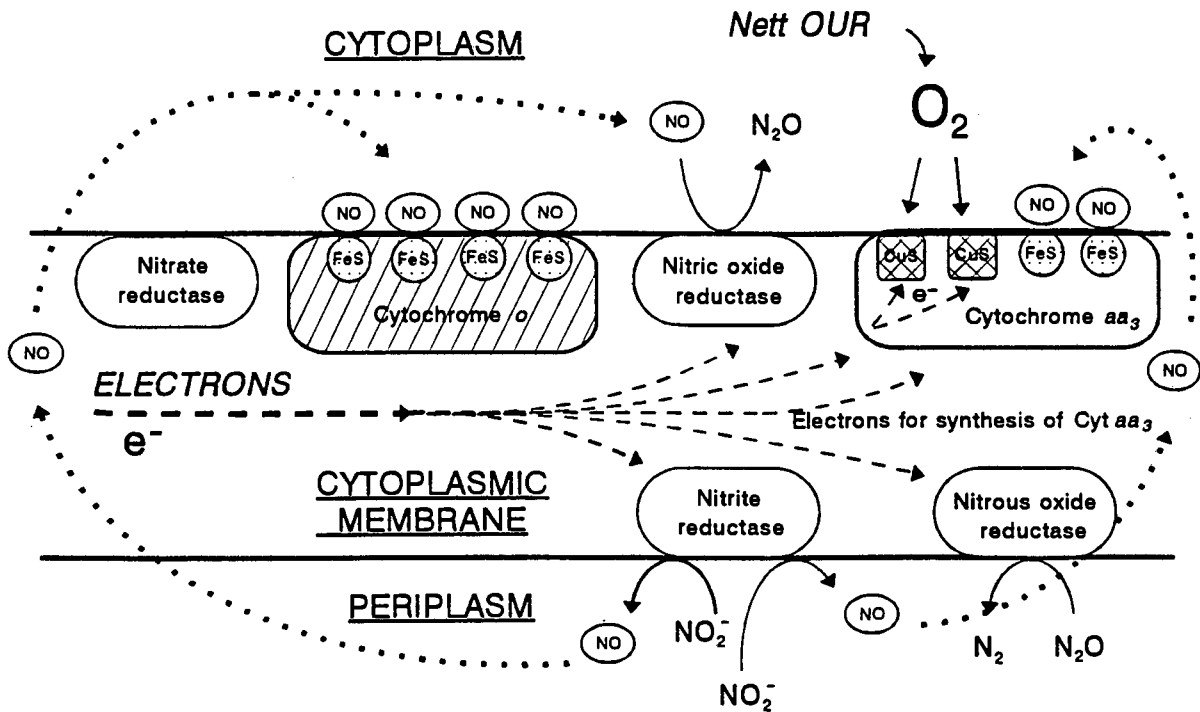 CYTOPLASM
Nett OUR
O₂
NO
N₂O
NO
NO
NO
NO
NO
NO
Nitrate
reductase
FeS
FeS
FeS
FeS
Cytochrome o
Nitric oxide
reductase
CuS
CuS
FeS
FeS
e⁻
Cytochrome aa₃
NO
NO
ELECTRONS
e⁻
Electrons for synthesis of Cyt aa₃
CYTOPLASMIC
MEMBRANE
Nitrite
reductase
Nitrous oxide
reductase
PERIPLASM
NO
NO₂⁻
NO₂⁻
NO
N₂
N₂O